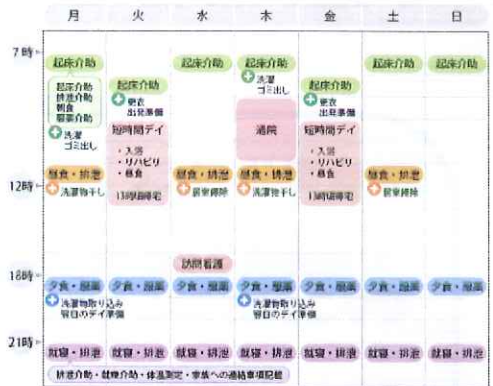 月 火 水 木 金 土 日
7時
起床介助
起床介助
排泄介助
朝食
服薬介助
洗濯
ゴミ出し
起床介助
更衣
出発準備
短時間デイ
・入浴
・リハビリ
・昼食
13時頃帰宅
起床介助
起床介助
洗濯
ゴミ出し
通院
起床介助
更衣
出発準備
短時間デイ
・入浴
・リハビリ
・昼食
13時頃帰宅
起床介助
起床介助
12時
昼食・排泄
洗濯物干し
昼食・排泄
居室掃除
昼食・排泄
洗濯物干し
昼食・排泄
居室掃除
訪問看護
18時
夕食・服薬 夕食・服薬 夕食・服薬 夕食・服薬 夕食・服薬 夕食・服薬 夕食・服薬
洗濯物取り込み
翌日のデイ準備
洗濯物取り込み
翌日のデイ準備
21時
就寝・排泄 就寝・排泄 就寝・排泄 就寝・排泄 就寝・排泄 就寝・排泄 就寝・排泄
排泄介助・就寝介助・体温測定・家族への連絡事項記載